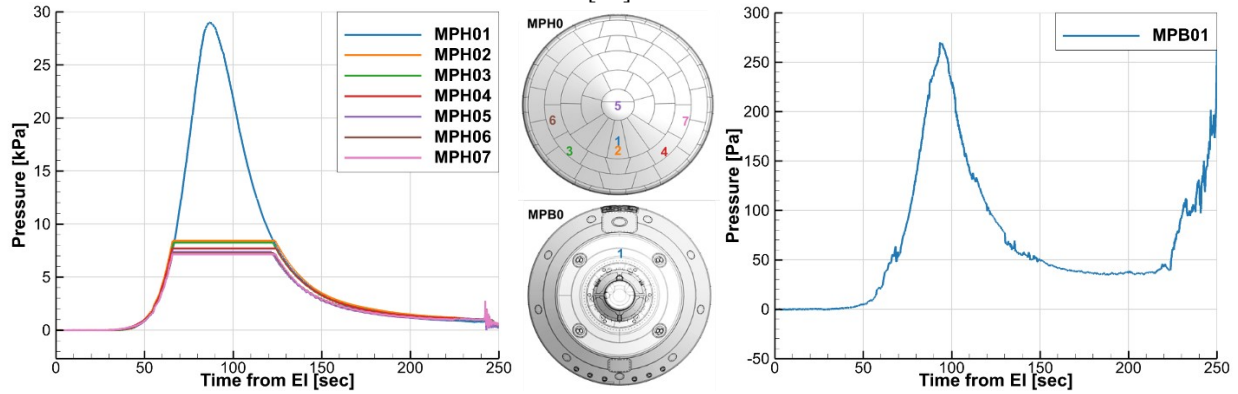 30
25
20
15
10
5
0
Pressure [kPa]
0 50 100 150 200 250
Time from EI [sec]
MPH01
MPH02
MPH03
MPH04
MPH05
MPH06
MPH07
MPH0
5
6
7
1
3
2
4
MPB0
1
300
250
200
150
100
50
0
-50
Pressure [Pa]
0 50 100 150 200 250
Time from EI [sec]
MPB01